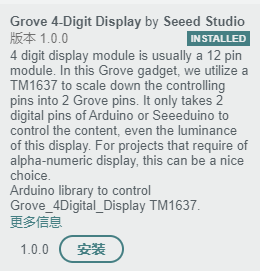 Grove 4-Digit Display by Seeed Studio
版本 1.0.0 INSTALLED
4 digit display module is usually a 12 pin
module. In this Grove gadget, we utilize a
TM1637 to scale down the controlling
pins into 2 Grove pins. It only takes 2
digital pins of Arduino or Seeeduino to
control the content, even the luminance
of this display. For projects that require of
alpha-numeric display, this can be a nice
choice.
Arduino library to control
Grove_4Digital_Display TM1637.
更多信息
1.0.0 安装